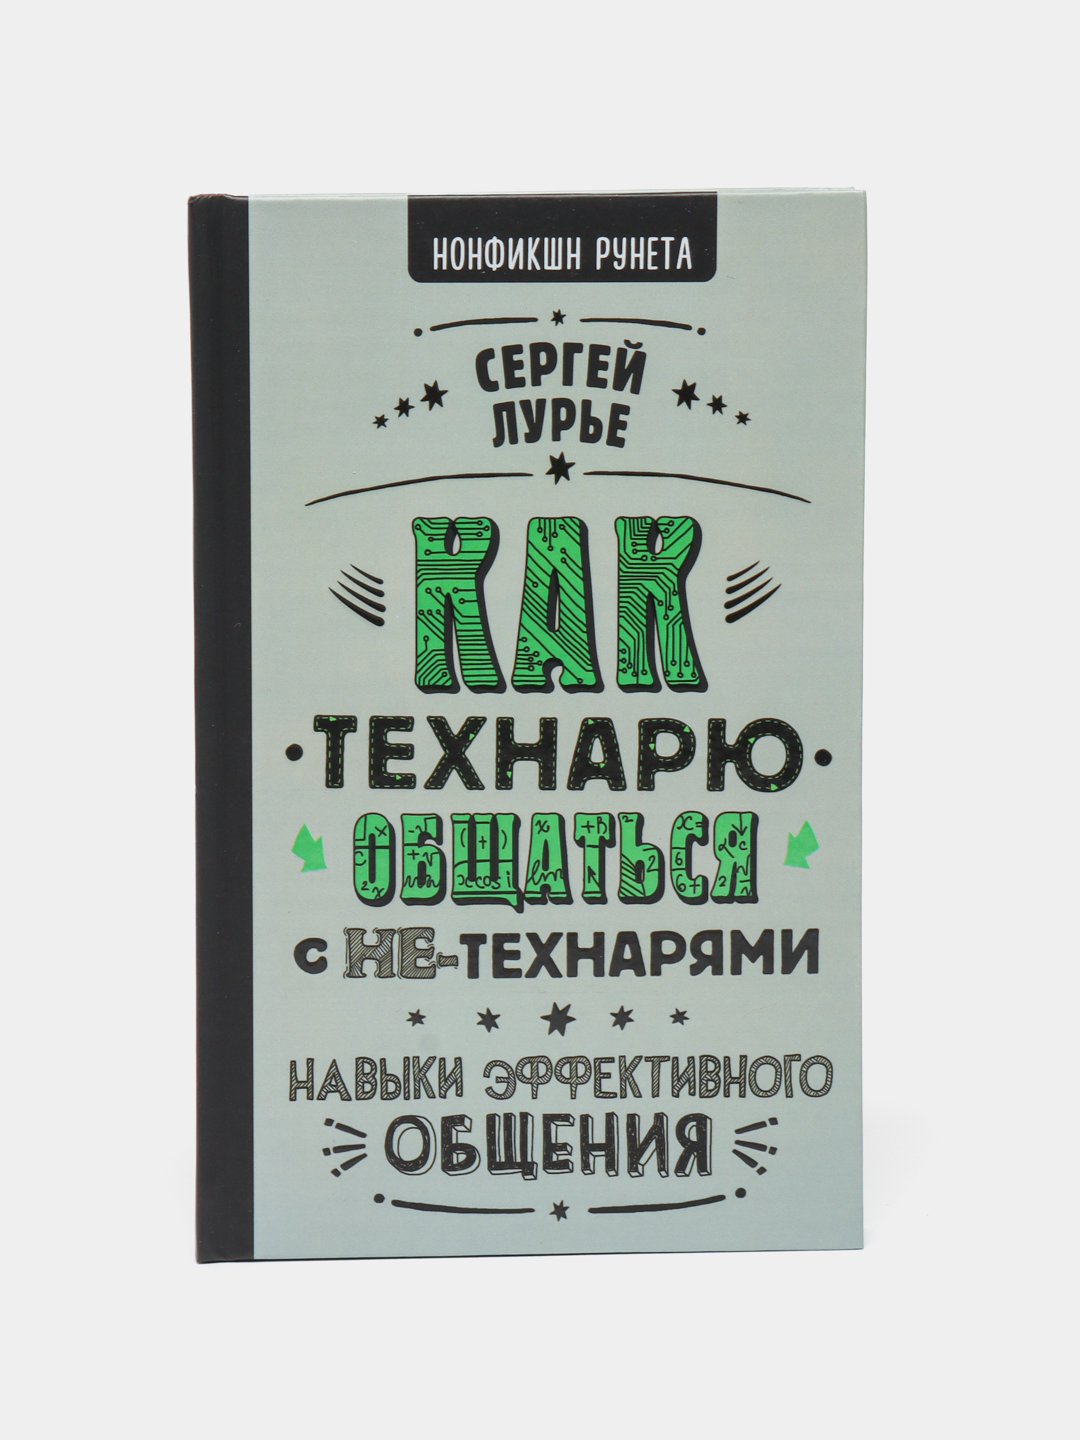 НОНФИКШН РУНЕТА
СЕРГЕЙ
ЛУРЬЕ
КАК
ТЕХНАРЮ
ОБЩАТЬСЯ
С НЕ-ТЕХНАРЯМИ
НАВЫКИ ЭФФЕКТИВНОГО
ОБЩЕНИЯ